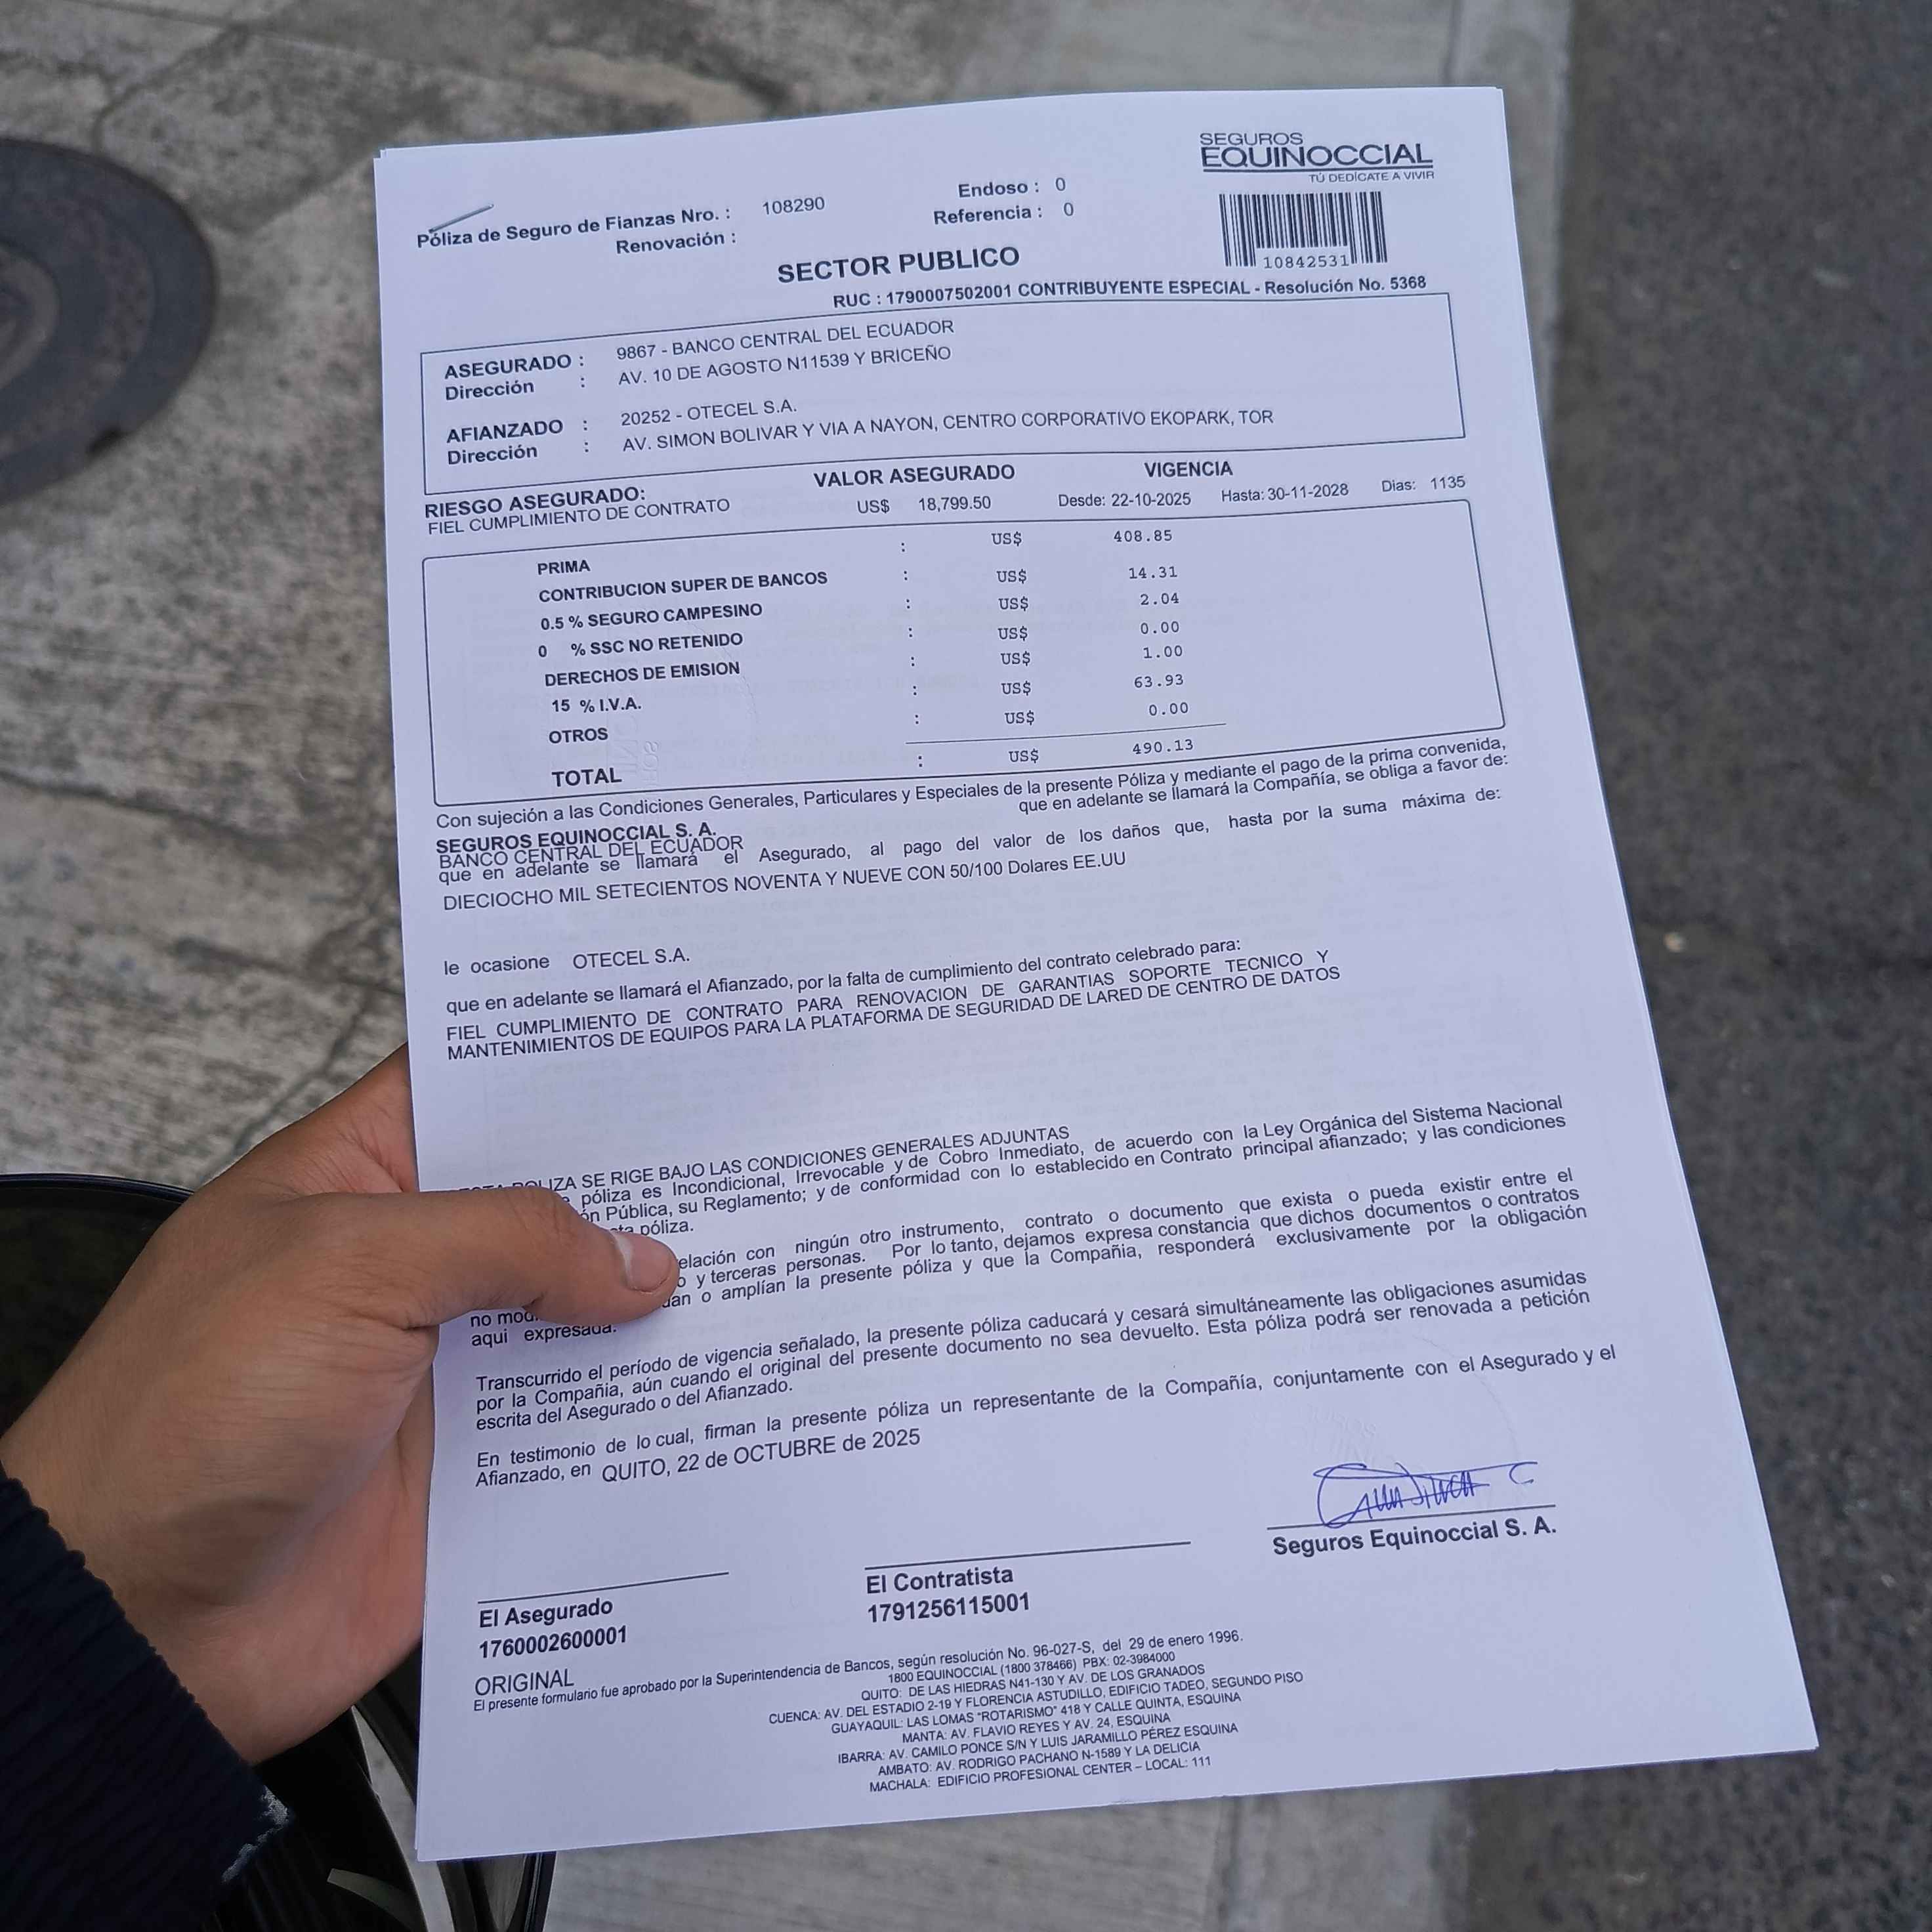 SEGUROS
EQUINOCCIAL
TÚ DEDÍCATE A VIVIR
Póliza de Seguro de Fianzas Nro. : 108290 Endoso : 0
Renovación : Referencia : 0
10842531
SECTOR PUBLICO
RUC : 1790007502001 CONTRIBUYENTE ESPECIAL - Resolución No. 5368
ASEGURADO : 9867 - BANCO CENTRAL DEL ECUADOR
Dirección : AV. 10 DE AGOSTO N11539 Y BRICEÑO
AFIANZADO : 20252 - OTECEL S.A.
Dirección : AV. SIMON BOLIVAR Y VIA A NAYON, CENTRO CORPORATIVO EKOPARK, TOR
RIESGO ASEGURADO: VALOR ASEGURADO VIGENCIA
FIEL CUMPLIMIENTO DE CONTRATO US$ 18,799.50 Desde: 22-10-2025 Hasta: 30-11-2028 Dias: 1135
PRIMA : US$ 408.85
CONTRIBUCION SUPER DE BANCOS : US$ 14.31
0.5 % SEGURO CAMPESINO : US$ 2.04
0 % SSC NO RETENIDO : US$ 0.00
DERECHOS DE EMISION : US$ 1.00
15 % I.V.A. : US$ 63.93
OTROS : US$ 0.00
TOTAL : US$ 490.13
Con sujeción a las Condiciones Generales, Particulares y Especiales de la presente Póliza y mediante el pago de la prima convenida,
SEGUROS EQUINOCCIAL S. A. que en adelante se llamará la Compañía, se obliga a favor de:
BANCO CENTRAL DEL ECUADOR
que en adelante se llamará el Asegurado, al pago del valor de los daños que, hasta por la suma máxima de:
DIECIOCHO MIL SETECIENTOS NOVENTA Y NUEVE CON 50/100 Dolares EE.UU
le ocasione OTECEL S.A.
que en adelante se llamará el Afianzado, por la falta de cumplimiento del contrato celebrado para:
FIEL CUMPLIMIENTO DE CONTRATO PARA RENOVACION DE GARANTIAS SOPORTE TECNICO Y
MANTENIMIENTOS DE EQUIPOS PARA LA PLATAFORMA DE SEGURIDAD DE LARED DE CENTRO DE DATOS
POLIZA SE RIGE BAJO LAS CONDICIONES GENERALES ADJUNTAS
póliza es Incondicional, Irrevocable y de Cobro Inmediato, de acuerdo con la Ley Orgánica del Sistema Nacional
Pública, su Reglamento; y de conformidad con lo establecido en Contrato principal afianzado; y las condiciones
póliza.
con ningún otro instrumento, contrato o documento que exista o pueda existir entre el
y terceras personas. Por lo tanto, dejamos expresa constancia que dichos documentos o contratos
no o amplían la presente póliza y que la Compañia, responderá exclusivamente por la obligación
aqui expresada.
Transcurrido el período de vigencia señalado, la presente póliza caducará y cesará simultáneamente las obligaciones asumidas
por la Compañia, aún cuando el original del presente documento no sea devuelto. Esta póliza podrá ser renovada a petición
escrita del Asegurado o del Afianzado.
En testimonio de lo cual, firman la presente póliza un representante de la Compañía, conjuntamente con el Asegurado y el
Afianzado, en QUITO, 22 de OCTUBRE de 2025
Seguros Equinoccial S. A.
El Contratista
1791256115001
El Asegurado
1760002600001
ORIGINAL
El presente formulario fue aprobado por la Superintendencia de Bancos, según resolución No. 96-027-S, del 29 de enero 1996.
1800 EQUINOCCIAL (1800 378466) PBX: 02-3984000
QUITO: DE LAS HIEDRAS N41-130 Y AV. DE LOS GRANADOS
CUENCA: AV. DEL ESTADIO 2-19 Y FLORENCIA ASTUDILLO, EDIFICIO TADEO, SEGUNDO PISO
GUAYAQUIL: LAS LOMAS "ROTARISMO" 418 Y CALLE QUINTA, ESQUINA
MANTA: AV. FLAVIO REYES Y AV. 24, ESQUINA
IBARRA: AV. CAMILO PONCE S/N Y LUIS JARAMILLO PÉREZ ESQUINA
AMBATO: AV. RODRIGO PACHANO N-1589 Y LA DELICIA
MACHALA: EDIFICIO PROFESIONAL CENTER – LOCAL: 111